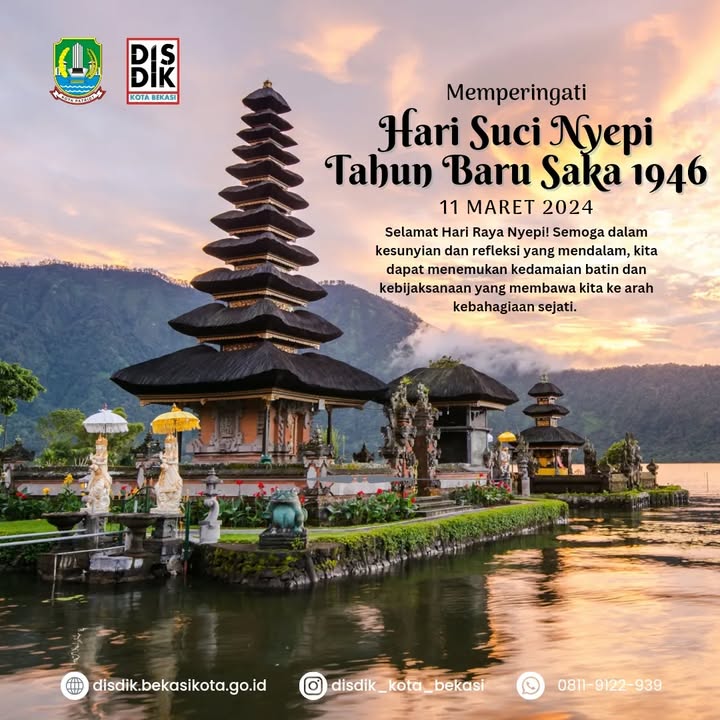 KOTA PATRIOT
DIS
DIK
KOTA BEKASI
Memperingati
Hari Suci Nyepi
Tahun Baru Saka 1946
11 MARET 2024
Selamat Hari Raya Nyepi! Semoga dalam
kesunyian dan refleksi yang mendalam, kita
dapat menemukan kedamaian batin dan
kebijaksanaan yang membawa kita ke arah
kebahagiaan sejati.
disdik.bekasikota.go.id
disdik_kota_bekasi
0811-9122-939